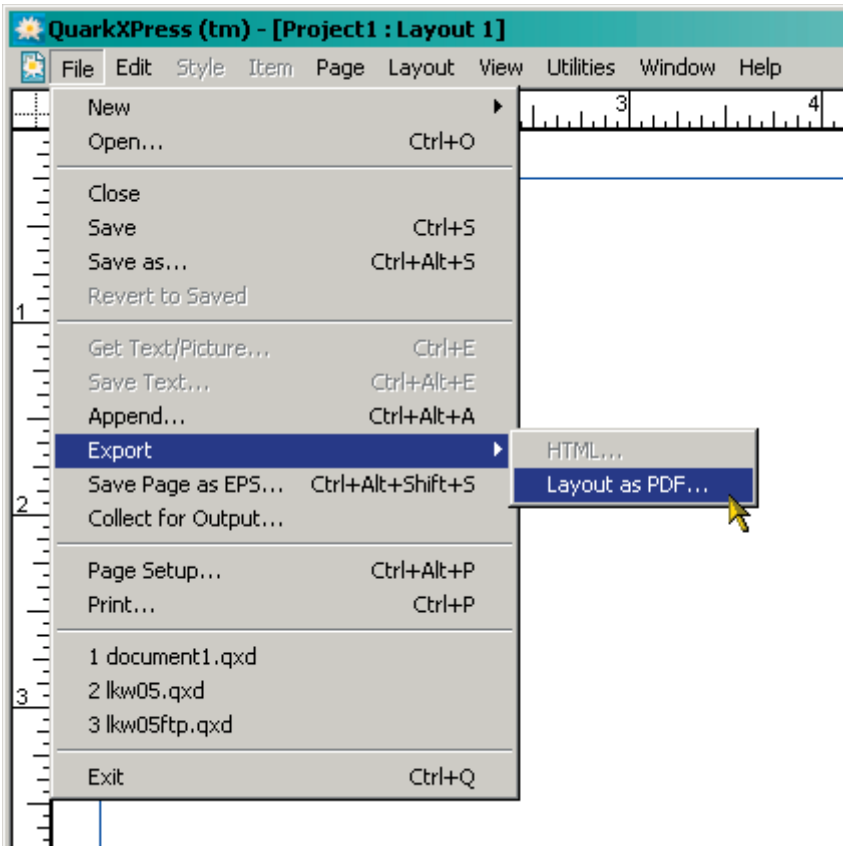 QuarkXPress (tm) - [Project1 : Layout 1]
File Edit Style Item Page Layout View Utilities Window Help
3 4
New
Open... Ctrl+O
Close
Save Ctrl+S
Save as... Ctrl+Alt+S
Revert to Saved
1
Get Text/Picture... Ctrl+E
Save Text... Ctrl+Alt+E
Append... Ctrl+Alt+A
Export HTML...
Save Page as EPS... Ctrl+Alt+Shift+S Layout as PDF...
2
Collect for Output...
Page Setup... Ctrl+Alt+P
Print... Ctrl+P
1 document1.qxd
2 lkw05.qxd
3
3 lkw05ftp.qxd
Exit Ctrl+Q